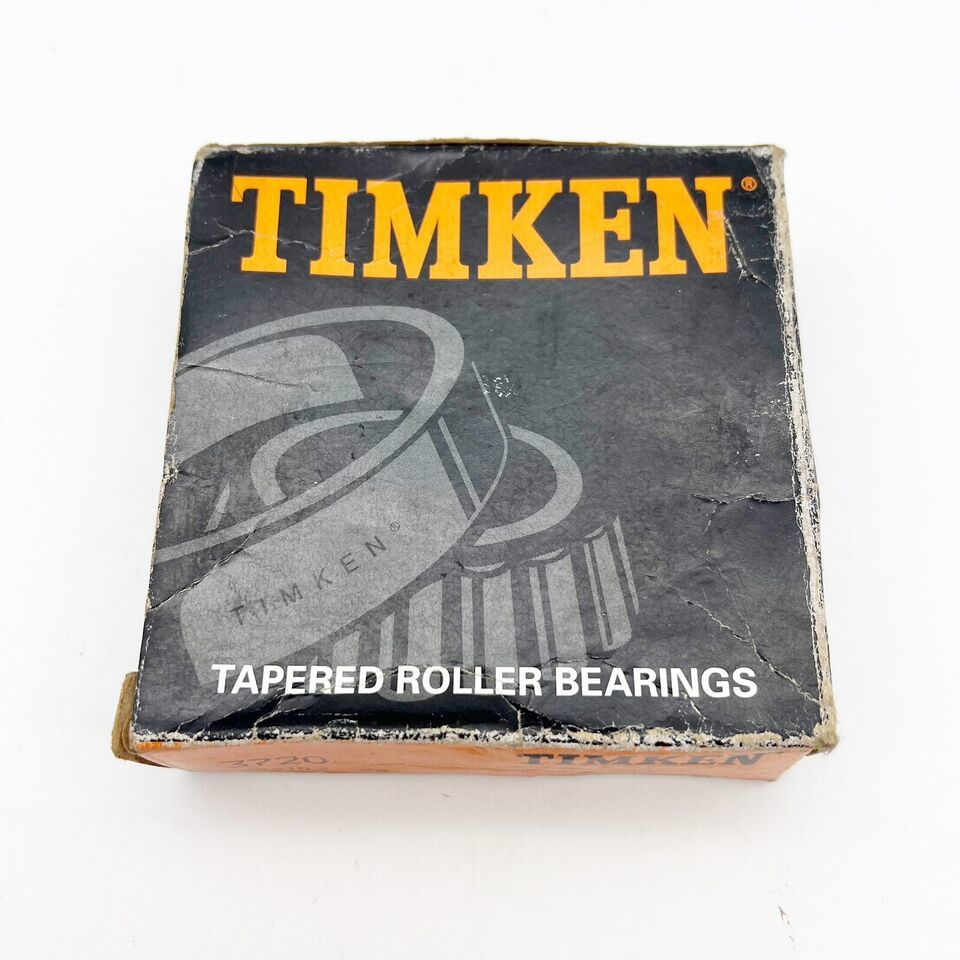 TIMKEN®
TIMKEN®
TAPERED ROLLER BEARINGS
3720 TIMKEN